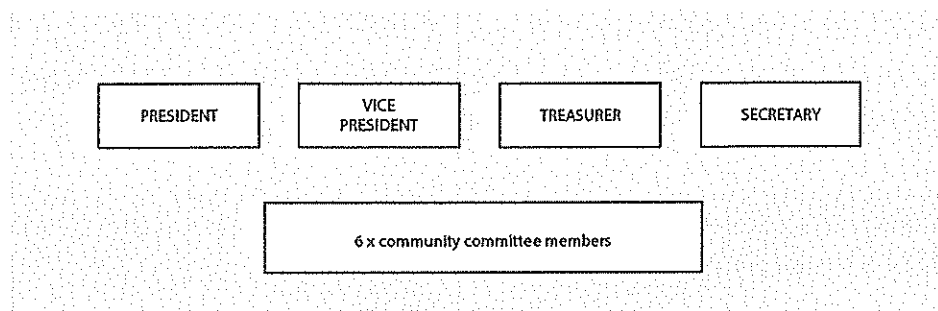 PRESIDENT
VICE
PRESIDENT
TREASURER
SECRETARY
6 x community committee members